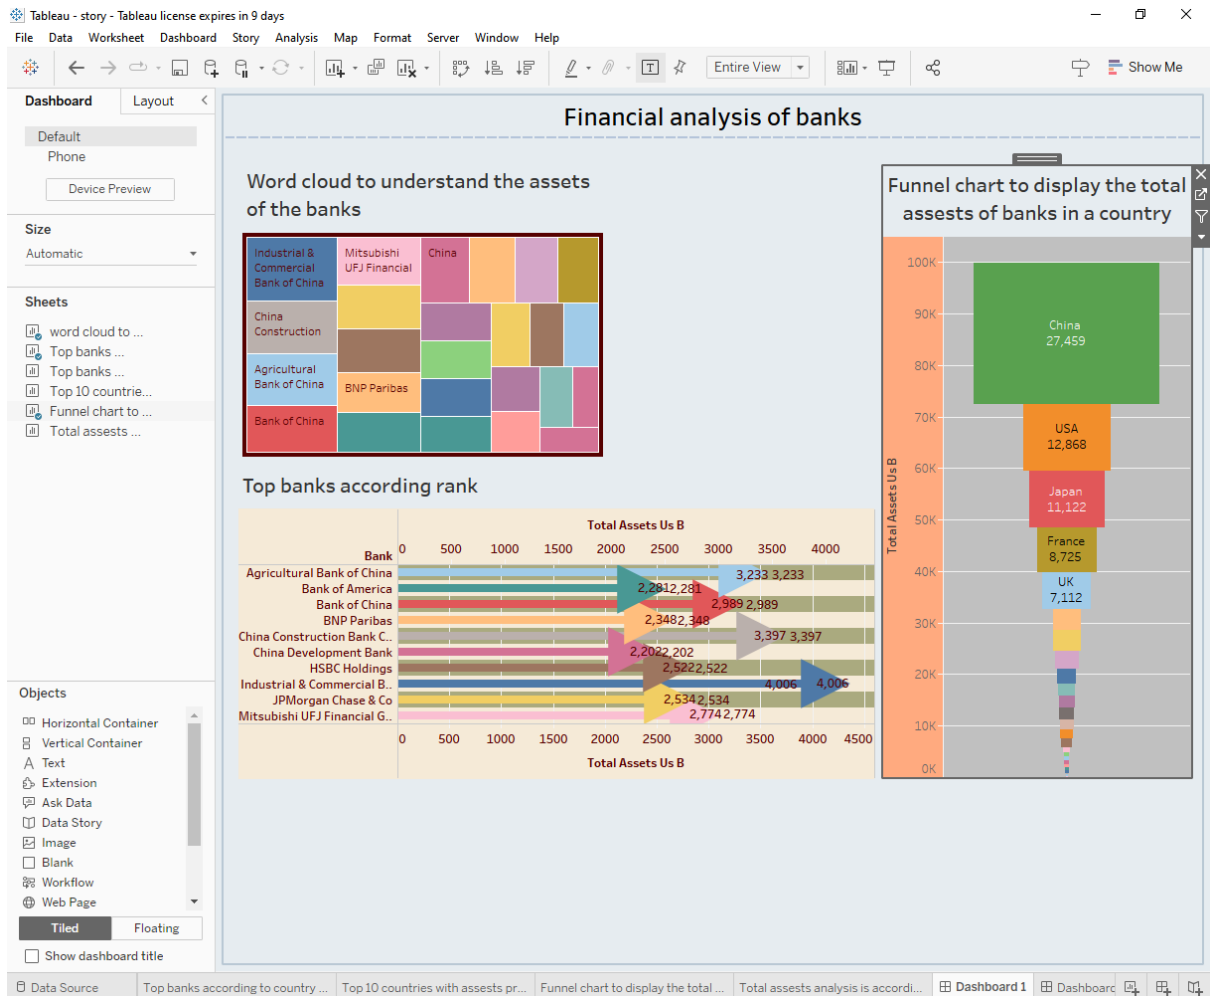 Tableau - story - Tableau license expires in 9 days
File Data Worksheet Dashboard Story Analysis Map Format Server Window Help
Entire View
Show Me
Dashboard Layout
Default
Phone
Device Preview
Size
Automatic
Sheets
word cloud to ...
Top banks ...
Top banks ...
Top 10 countrie...
Funnel chart to ...
Total assests ...
Objects
Horizontal Container
Vertical Container
Text
Extension
Ask Data
Data Story
Image
Blank
Workflow
Web Page
Tiled Floating
Show dashboard title
Financial analysis of banks
Word cloud to understand the assets
of the banks
Industrial &
Commercial
Bank of China
China
Construction
Agricultural
Bank of China
Bank of China
Mitsubishi
UFJ Financial
BNP Paribas
China
Top banks according rank
Total Assets Us B
Bank
0 500 1000 1500 2000 2500 3000 3500 4000
Agricultural Bank of China 3,233 3,233
Bank of America 2,281 2,281
Bank of China 2,989 2,989
BNP Paribas 2,348 2,348
China Construction Bank C.. 3,397 3,397
China Development Bank 2,202 2,202
HSBC Holdings 2,522 2,522
Industrial & Commercial B.. 4,006 4,006
JPMorgan Chase & Co 2,534 2,534
Mitsubishi UFJ Financial G.. 2,774 2,774
0 500 1000 1500 2000 2500 3000 3500 4000 4500
Total Assets Us B
Funnel chart to display the total
assests of banks in a country
Total Assets Us B
100K
90K
80K
70K
60K
50K
40K
30K
20K
10K
0K
China
27,459
USA
12,868
Japan
11,122
France
8,725
UK
7,112
Data Source Top banks according to country ... Top 10 countries with assests pr... Funnel chart to display the total ... Total assests analysis is accordi... Dashboard 1 Dashboarc